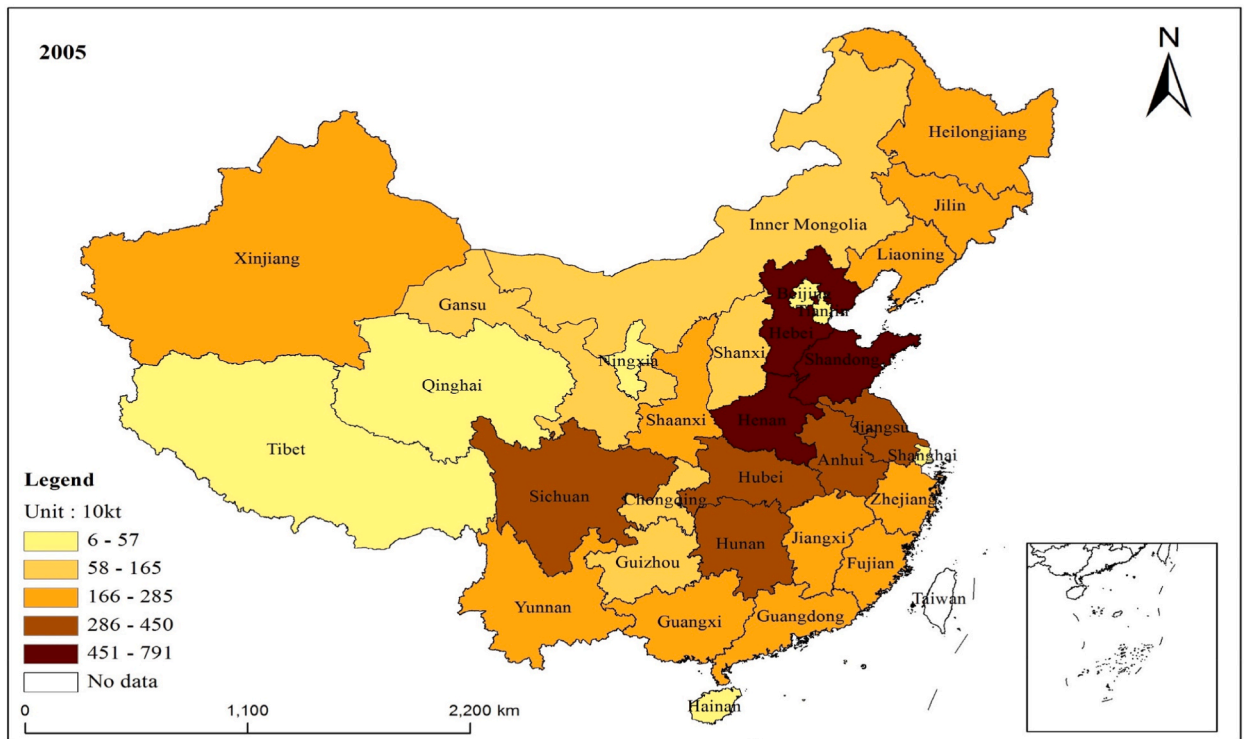 2005
N
Heilongjiang
Jilin
Inner Mongolia
Liaoning
Xinjiang
Gansu
Beijing
Tianjin
Hebei
Shanxi
Shandong
Ningxia
Qinghai
Shaanxi
Henan
Jiangsu
Tibet
Shanghai
Anhui
Hubei
Sichuan
Chongqing
Zhejiang
Hunan
Jiangxi
Guizhou
Fujian
Taiwan
Yunnan
Guangxi
Guangdong
Hainan
Legend
Unit : 10kt
6 - 57
58 - 165
166 - 285
286 - 450
451 - 791
No data
0 1,100 2,200 km